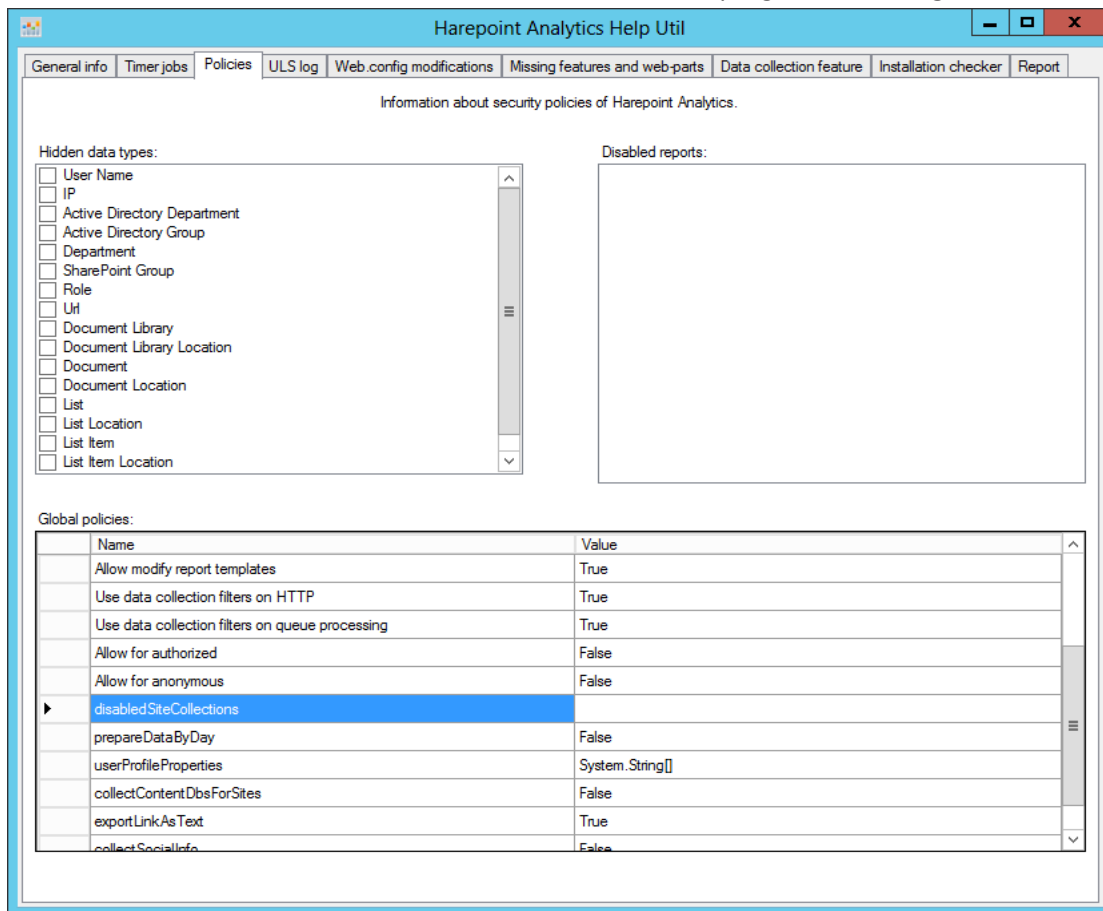 Harepoint Analytics Help Util
General info Timer jobs Policies ULS log Web.config modifications Missing features and web-parts Data collection feature Installation checker Report
Information about security policies of Harepoint Analytics.
Hidden data types:
User Name
IP
Active Directory Department
Active Directory Group
Department
SharePoint Group
Role
Url
Document Library
Document Library Location
Document
Document Location
List
List Location
List Item
List Item Location
Disabled reports:
Global policies:
Name Value
Allow modify report templates True
Use data collection filters on HTTP True
Use data collection filters on queue processing True
Allow for authorized False
Allow for anonymous False
disabledSiteCollections
prepareDataByDay False
userProfileProperties System.String[]
collectContentDbsForSites False
exportLinkAsText True
collectSocialInfo False